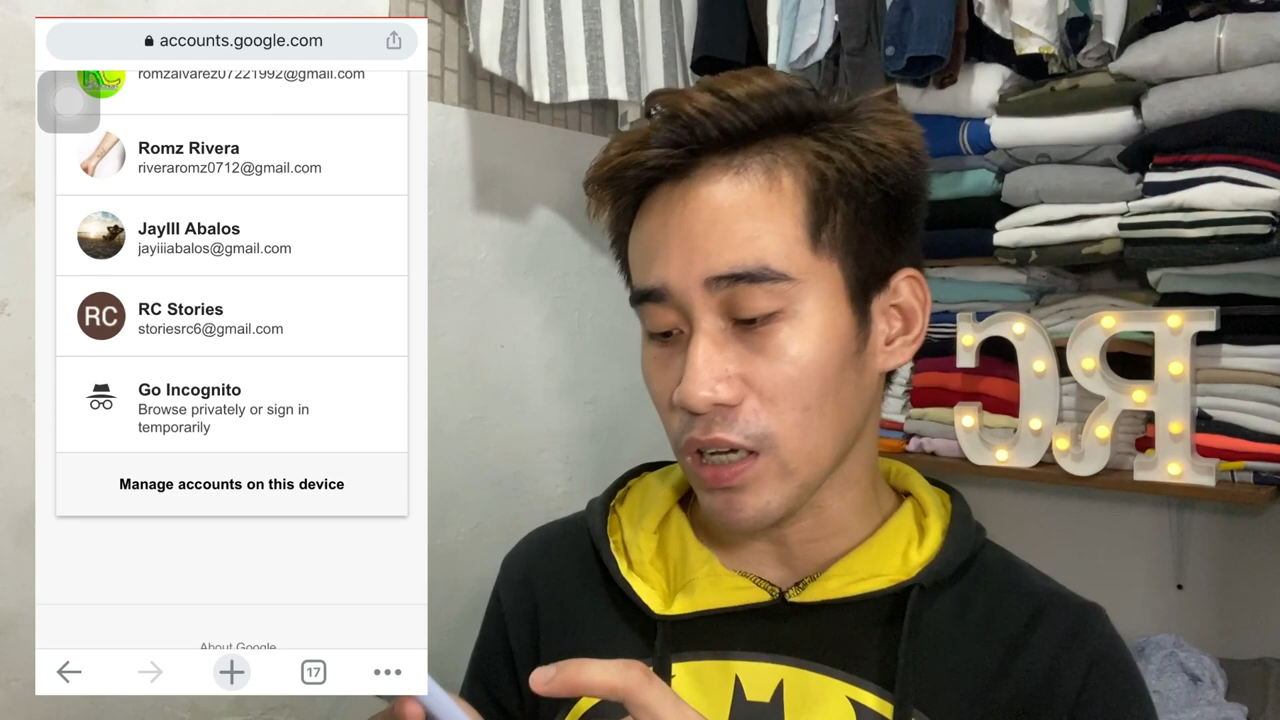 accounts.google.com
romzalvarez07221992@gmail.com
Romz Rivera
riveraromz0712@gmail.com
JayIII Abalos
jayiiiabalos@gmail.com
RC
RC Stories
storiesrc6@gmail.com
Go Incognito
Browse privately or sign in
temporarily
Manage accounts on this device
About Google
17
RC